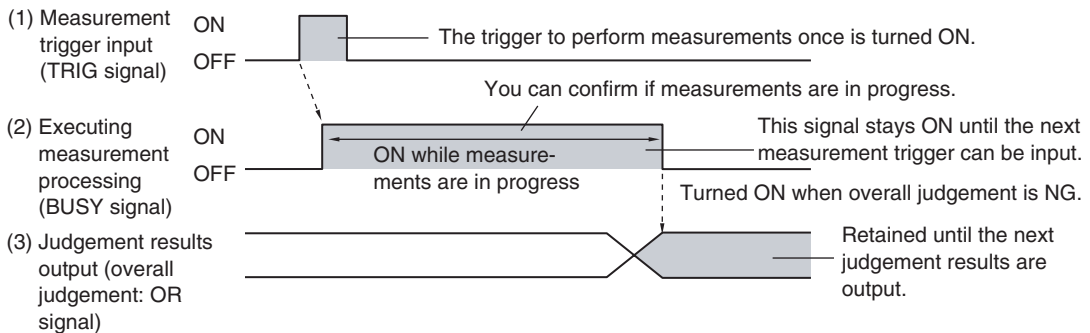 (1) Measurement
trigger input
(TRIG signal)
ON
OFF
The trigger to perform measurements once is turned ON.
You can confirm if measurements are in progress.
(2) Executing
measurement
processing
(BUSY signal)
ON
OFF
ON while measure-
ments are in progress
This signal stays ON until the next
measurement trigger can be input.
Turned ON when overall judgement is NG.
(3) Judgement results
output (overall
judgement: OR
signal)
Retained until the next
judgement results are
output.